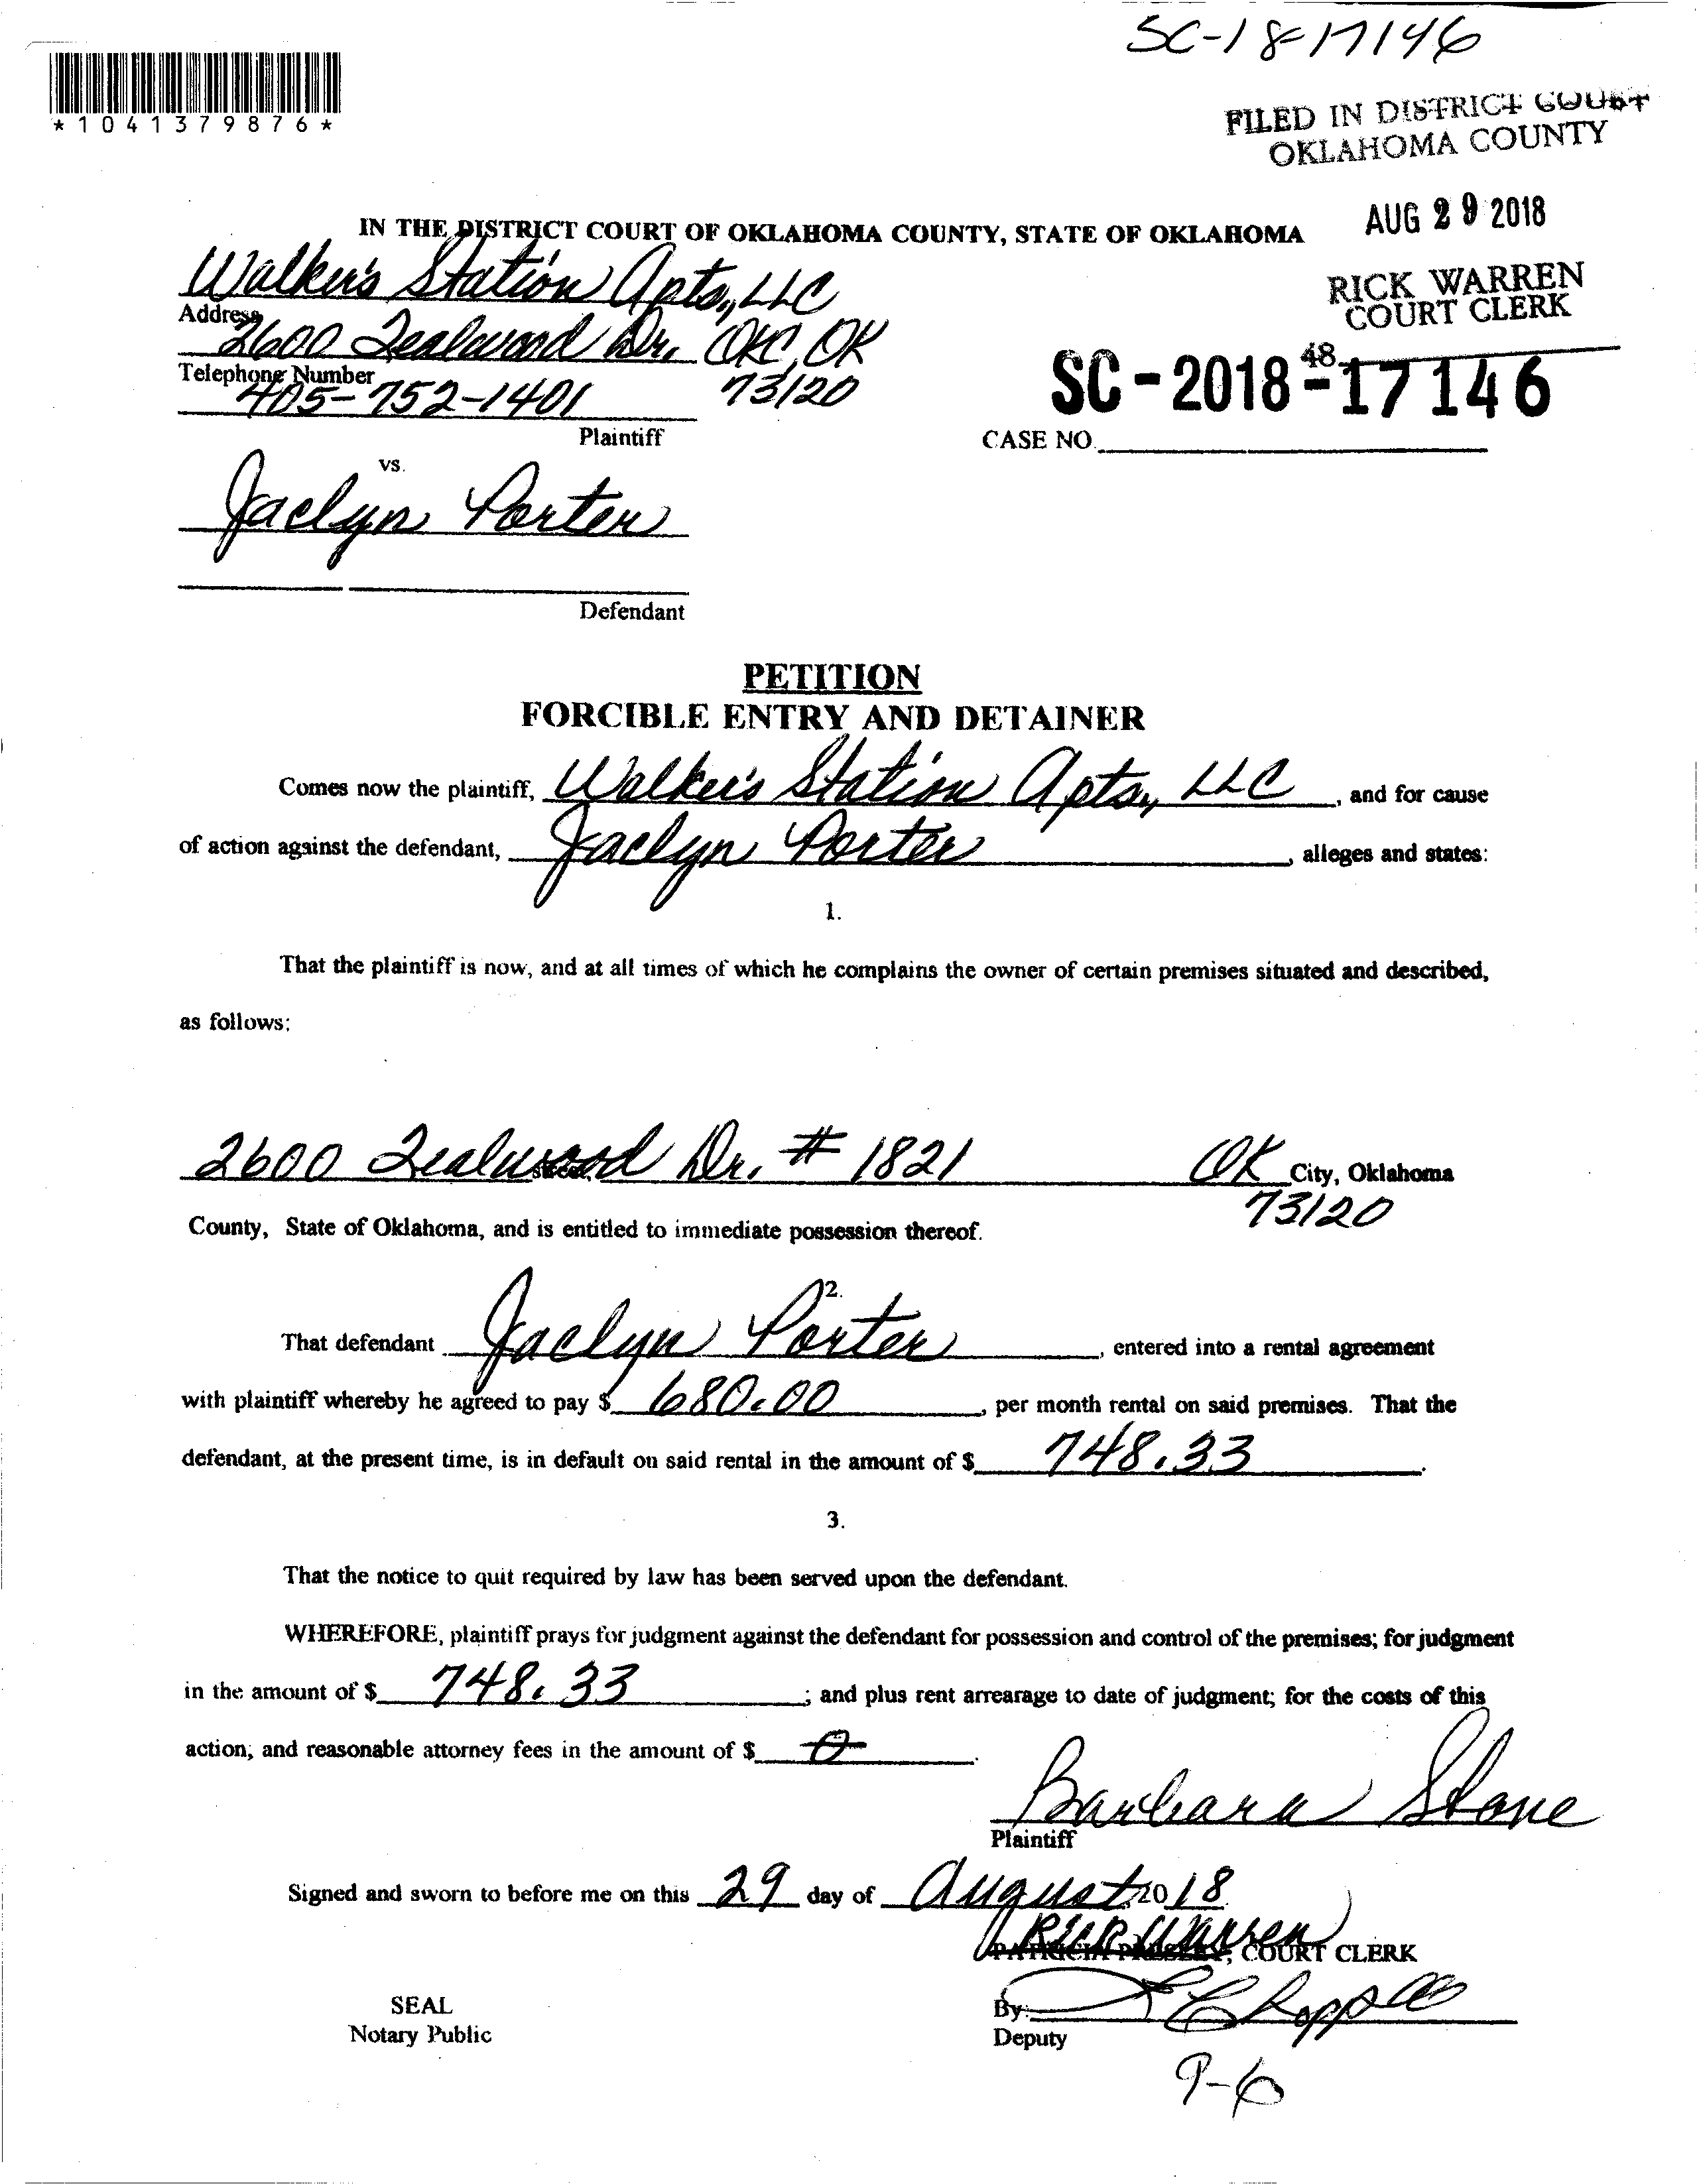 SC-18-17146
*1041379876*
FILED IN DISTRICT COURT
OKLAHOMA COUNTY
AUG 29 2018
RICK WARREN
COURT CLERK
48
SC-2018-17146
CASE NO.
IN THE DISTRICT COURT OF OKLAHOMA COUNTY, STATE OF OKLAHOMA
Walker's Station Apts., LLC
Address
2600 Tealwood Dr. OKC, OK
Telephone Number
405-752-1401 73120
Plaintiff
vs.
Jaclyn Porter
Defendant
PETITION
FORCIBLE ENTRY AND DETAINER
Comes now the plaintiff, Walker's Station Apts., LLC, and for cause
of action against the defendant, Jaclyn Porter, alleges and states:
1.
That the plaintiff is now, and at all times of which he complains the owner of certain premises situated and described,
as follows:
2600 Tealwood Dr. # 1821 OK City, Oklahoma
73120
County, State of Oklahoma, and is entitled to immediate possession thereof.
2.
That defendant Jaclyn Porter, entered into a rental agreement
with plaintiff whereby he agreed to pay $ 680.00, per month rental on said premises. That the
defendant, at the present time, is in default on said rental in the amount of $ 748.33.
3.
That the notice to quit required by law has been served upon the defendant.
WHEREFORE, plaintiff prays for judgment against the defendant for possession and control of the premises; for judgment
in the amount of $ 748.33; and plus rent arrearage to date of judgment; for the costs of this
action; and reasonable attorney fees in the amount of $ 0.
Barbara Stone
Plaintiff
Signed and sworn to before me on this 29 day of August, 2018.
Rick Warren
PATRICIA PRESLEY, COURT CLERK
SEAL
Notary Public
By:
Deputy
9-6